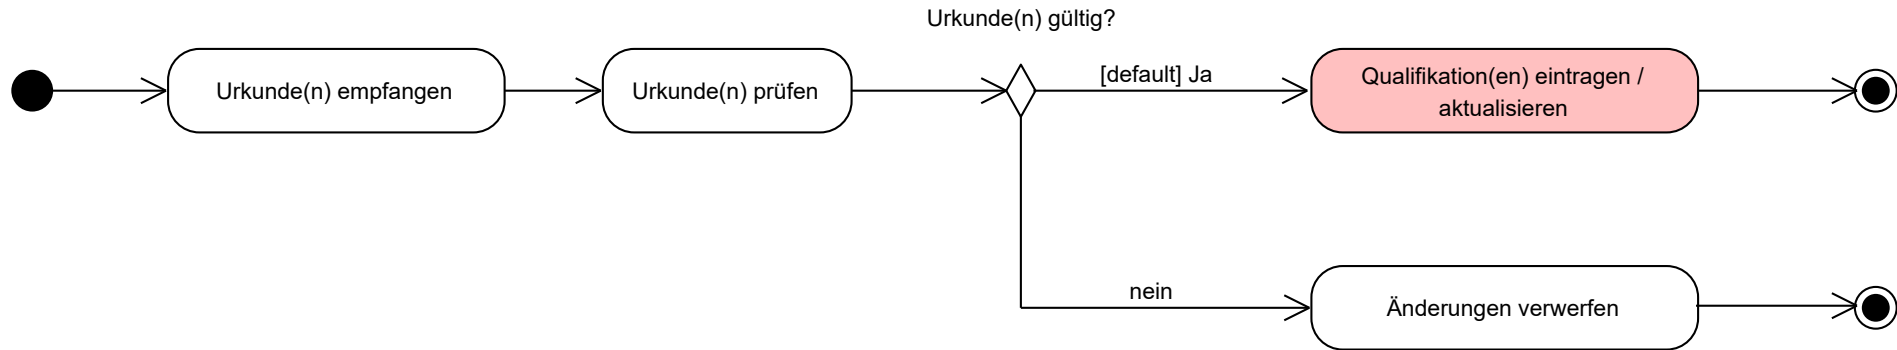 Urkunde(n) gültig?
Urkunde(n) empfangen
Urkunde(n) prüfen
[default] Ja
Qualifikation(en) eintragen /
aktualisieren
nein
Änderungen verwerfen